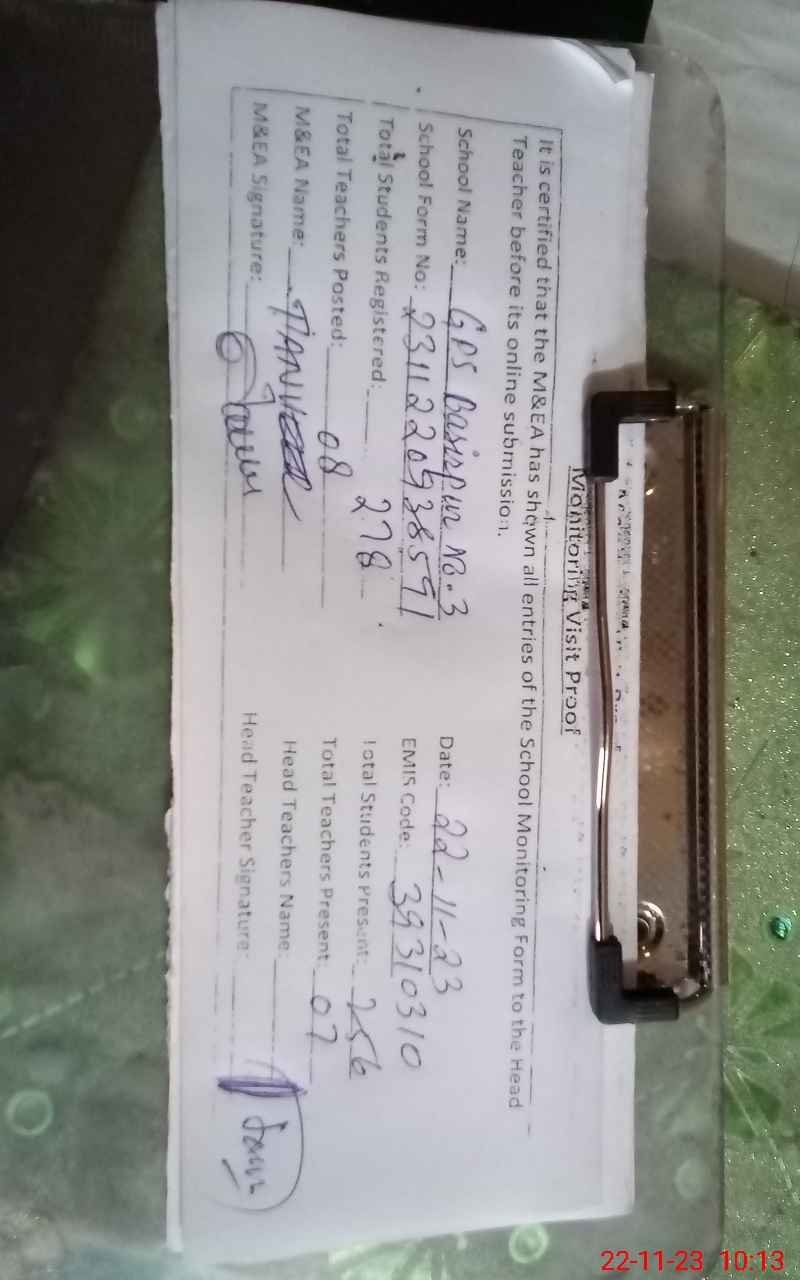 Monitoring Visit Proof
It is certified that the M&EA has shown all entries of the School Monitoring Form to the Head
Teacher before its online submission.
School Name: GPS Basirpur No. 3 Date: 22-11-23
School Form No: EMIS Code: 39310310
Total Students Registered: 278 Total Students Present: 256
Total Teachers Posted: 08 Total Teachers Present: 07
M&EA Name: TANVEER Head Teachers Name:
M&EA Signature: Head Teacher Signature:
22-11-23 10:13